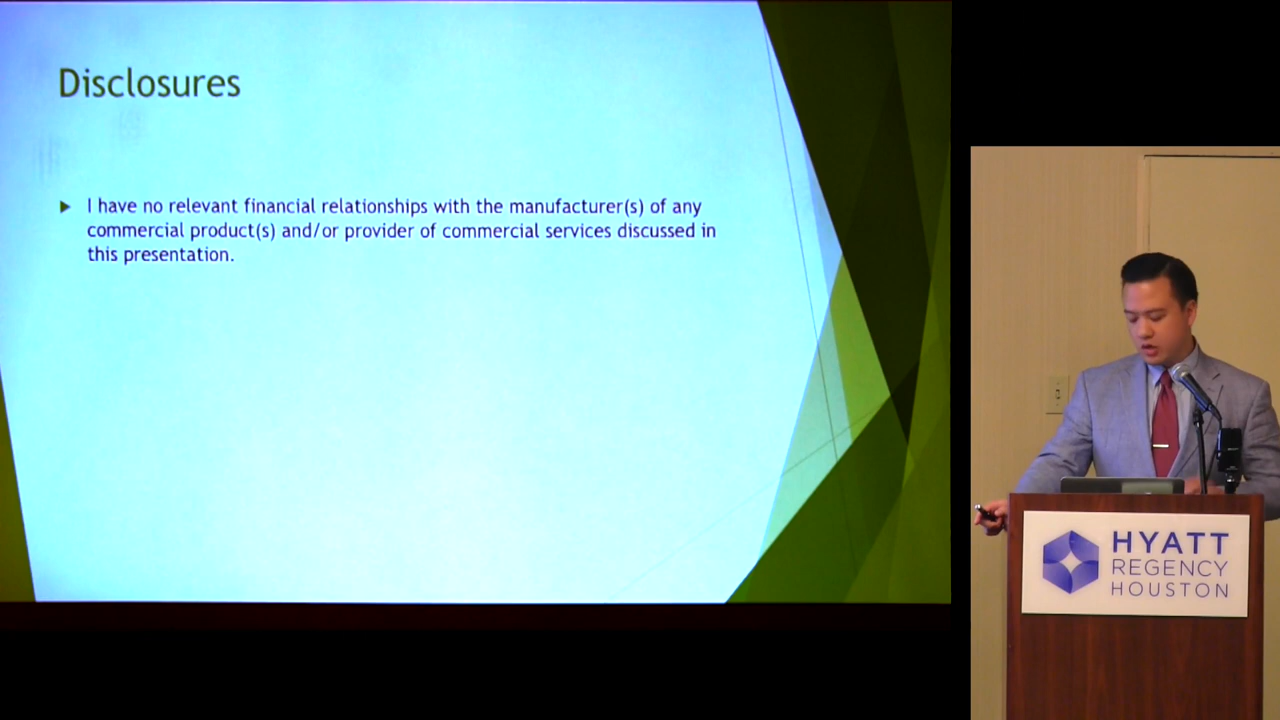 Disclosures
I have no relevant financial relationships with the manufacturer(s) of any
commercial product(s) and/or provider of commercial services discussed in
this presentation.
HYATT
REGENCY
HOUSTON